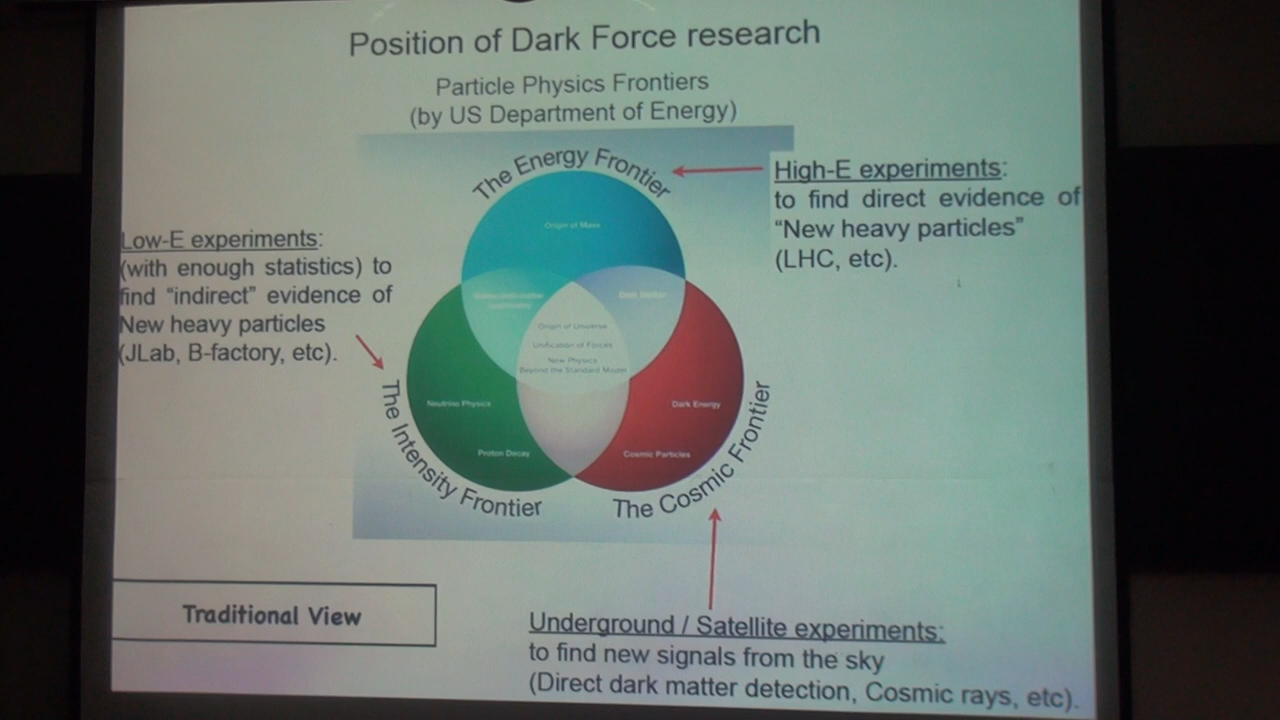 Position of Dark Force research
Particle Physics Frontiers
(by US Department of Energy)
The Energy Frontier
High-E experiments:
to find direct evidence of
“New heavy particles”
(LHC, etc).
Low-E experiments:
(with enough statistics) to
find “indirect” evidence of
New heavy particles
(JLab, B-factory, etc).
Origin of Mass
Dark Matter
Origin of Universe
Unification of Forces
New Physics
Beyond the Standard Model
Neutrino Physics
Proton Decay
Dark Energy
Cosmic Particles
The Intensity Frontier
The Cosmic Frontier
Traditional View
Underground / Satellite experiments:
to find new signals from the sky
(Direct dark matter detection, Cosmic rays, etc).